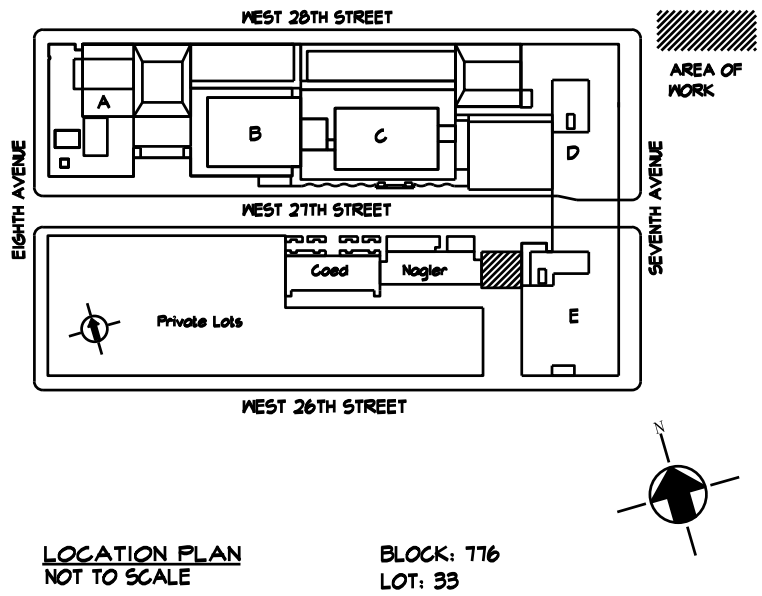 WEST 28TH STREET
AREA OF
WORK
A
B
C
D
EIGHTH AVENUE
SEVENTH AVENUE
WEST 27TH STREET
Coed
Nagler
E
Private Lots
WEST 26TH STREET
N
LOCATION PLAN
NOT TO SCALE
BLOCK: 776
LOT: 33